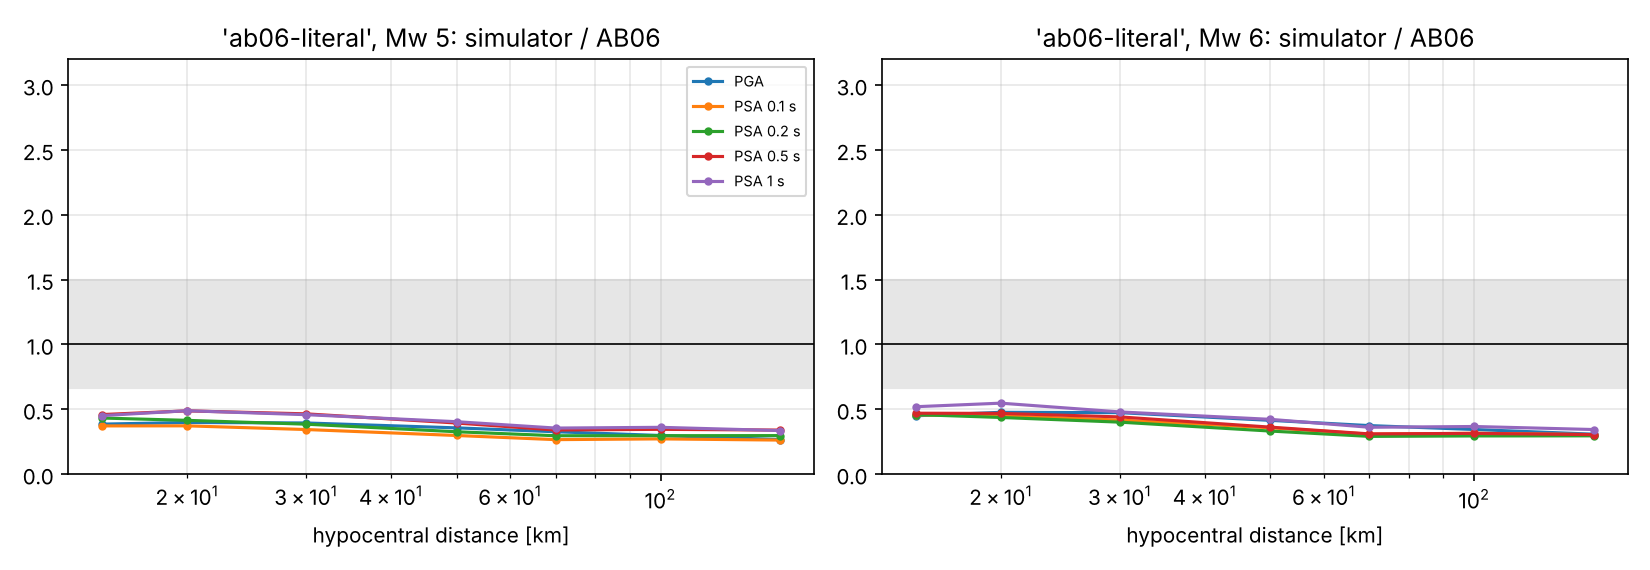 'ab06-literal', Mw 5: simulator / AB06
3.0
2.5
2.0
1.5
1.0
0.5
0.0
PGA
PSA 0.1 s
PSA 0.2 s
PSA 0.5 s
PSA 1 s
2 × 10¹
3 × 10¹
4 × 10¹
6 × 10¹
10²
hypocentral distance [km]
'ab06-literal', Mw 6: simulator / AB06
3.0
2.5
2.0
1.5
1.0
0.5
0.0
2 × 10¹
3 × 10¹
4 × 10¹
6 × 10¹
10²
hypocentral distance [km]